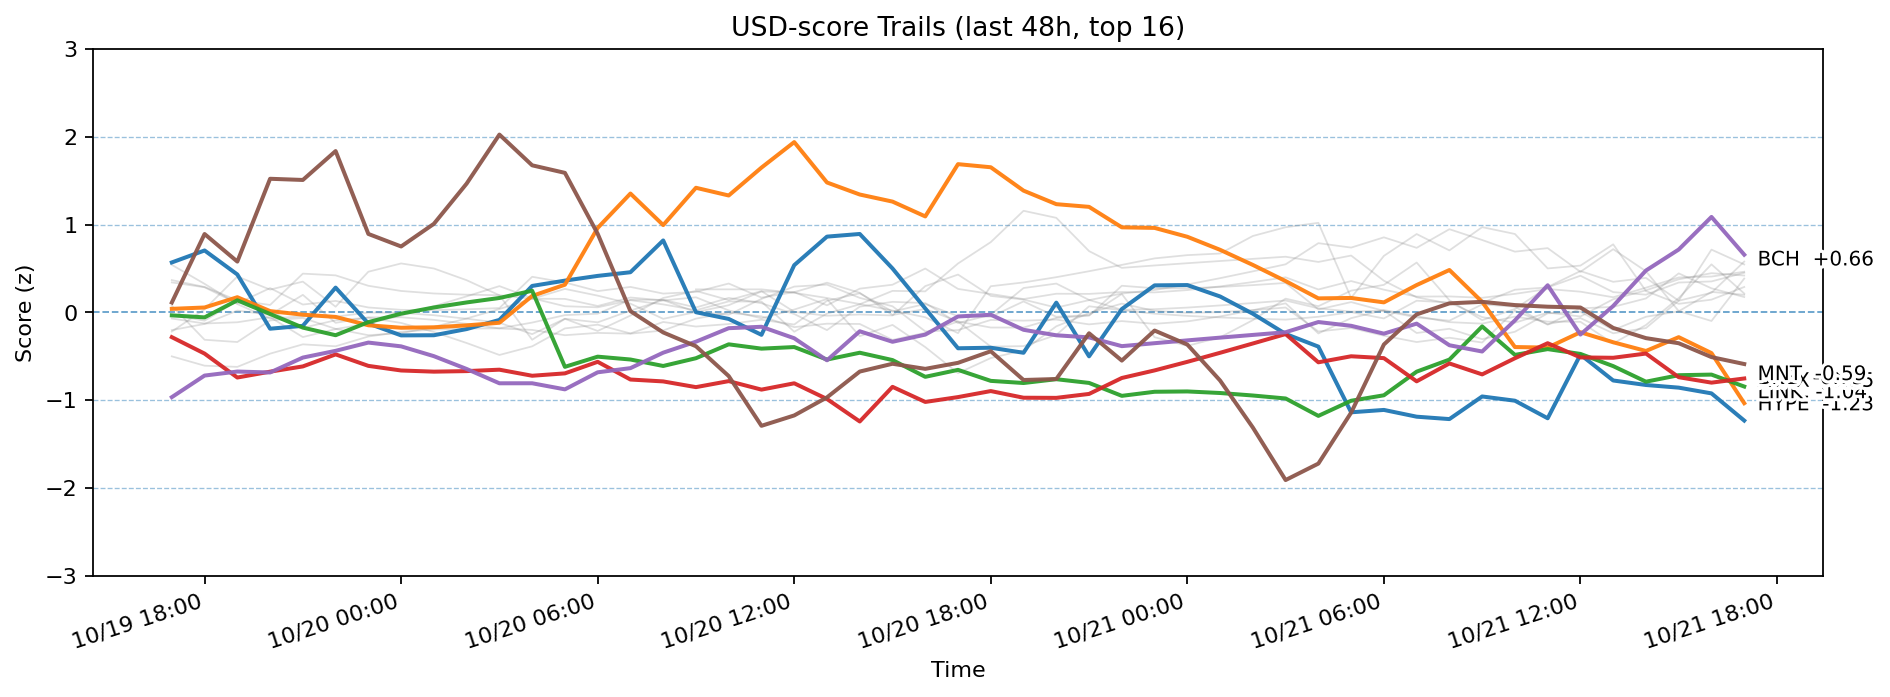 USD-score Trails (last 48h, top 16)
Score (z)
3
2
1
0
−1
−2
−3
BCH +0.66
MNT -0.59
LINK -1.04
HYPE -1.23
10/19 18:00
10/20 00:00
10/20 06:00
10/20 12:00
10/20 18:00
10/21 00:00
10/21 06:00
10/21 12:00
10/21 18:00
Time